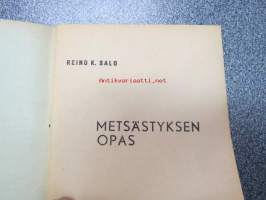 REINO K. SALO
Antikvariaatti.net
METSÄSTYKSEN
OPAS